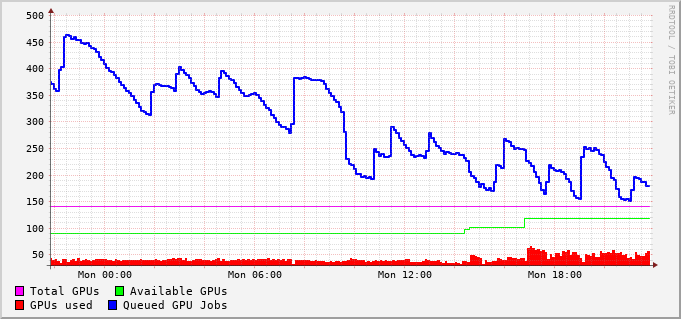 500
450
400
350
300
250
200
150
100
50
Mon 00:00 Mon 06:00 Mon 12:00 Mon 18:00
Total GPUs Available GPUs
GPUs used Queued GPU Jobs
RRDTOOL / TOBI OETIKER